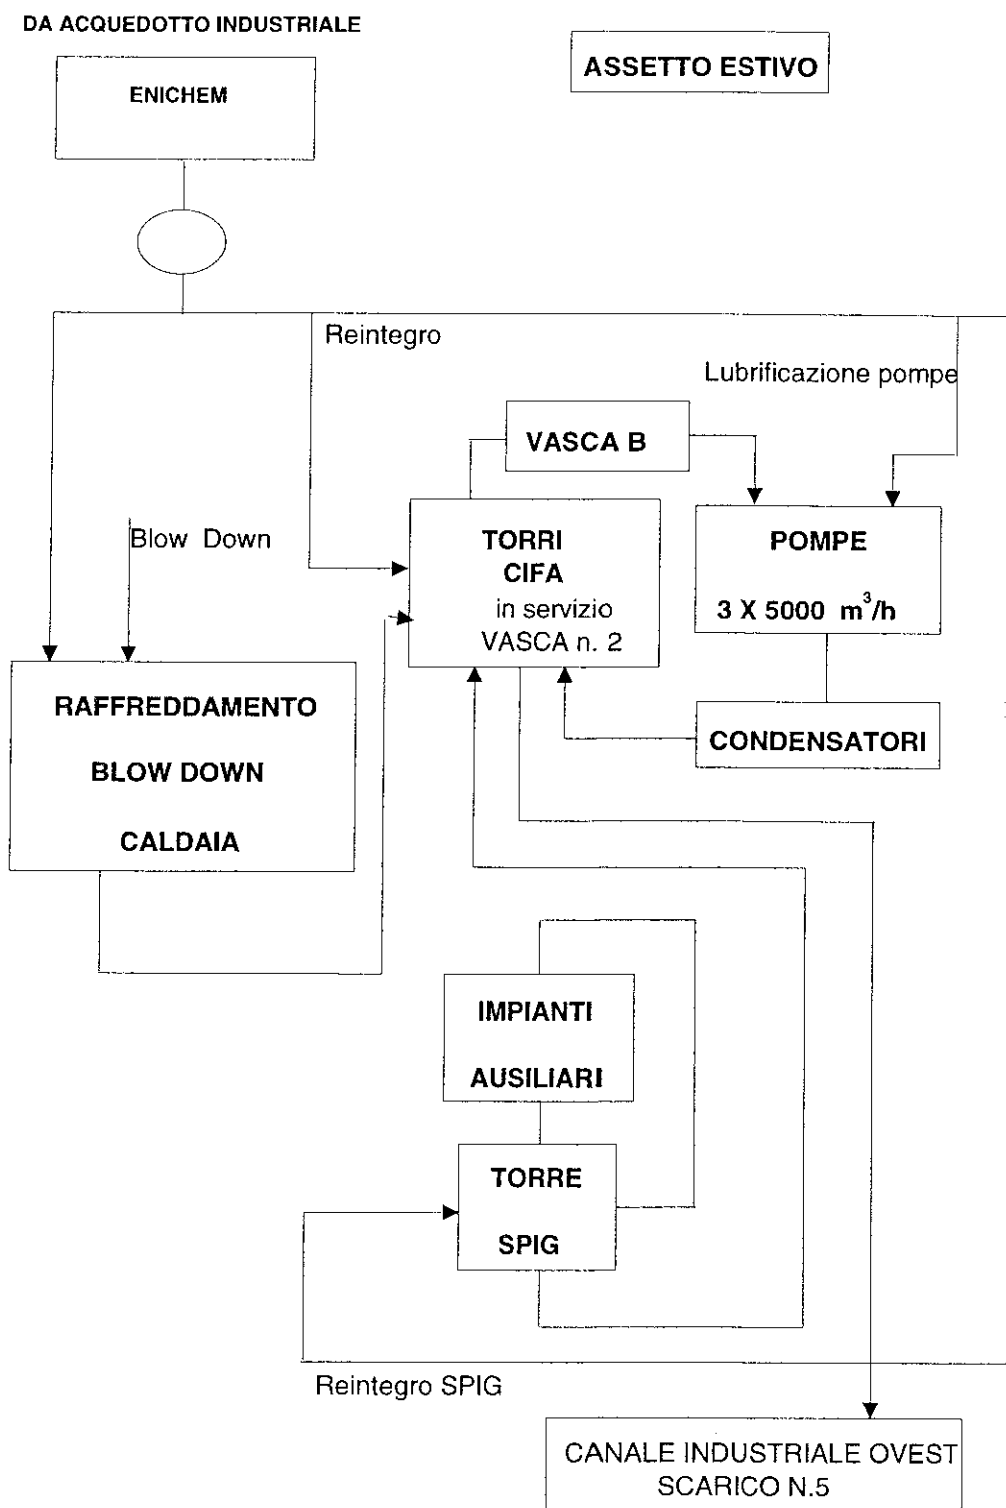 DA ACQUEDOTTO INDUSTRIALE
ASSETTO ESTIVO
ENICHEM
Reintegro
Lubrificazione pompe
VASCA B
Blow Down
TORRI
CIFA
in servizio
VASCA n. 2
POMPE
3 X 5000 m³/h
RAFFREDDAMENTO
BLOW DOWN
CALDAIA
CONDENSATORI
IMPIANTI
AUSILIARI
TORRE
SPIG
Reintegro SPIG
CANALE INDUSTRIALE OVEST
SCARICO N.5